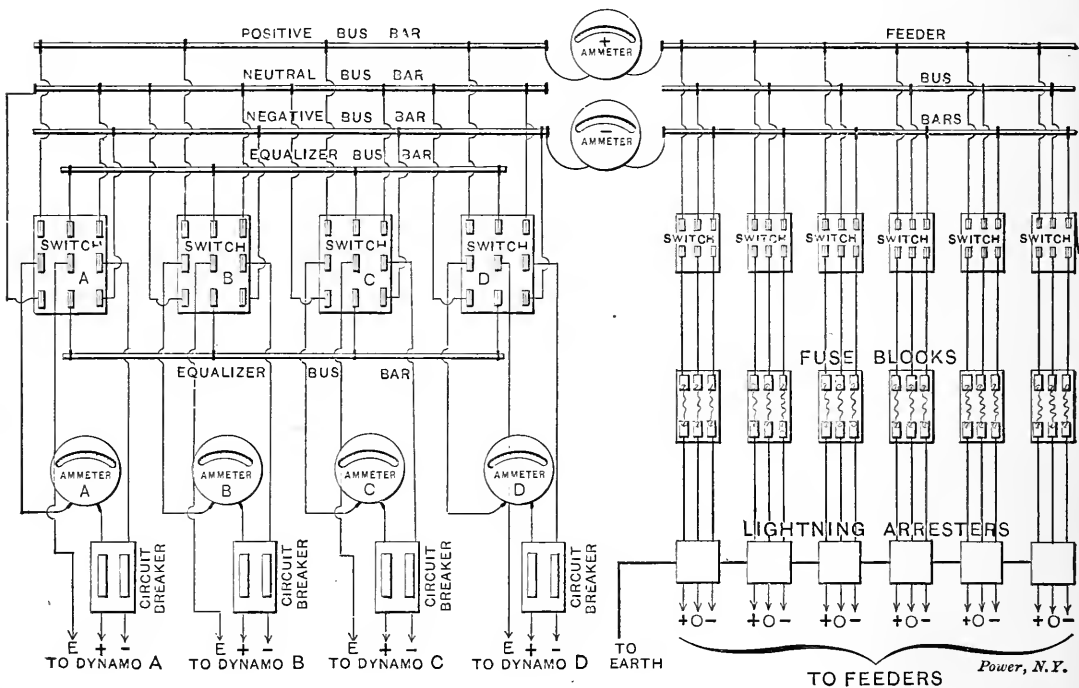 POSITIVE BUS BAR
+
AMMETER
FEEDER
NEUTRAL BUS BAR
BUS
NEGATIVE BUS BAR
−
AMMETER
BARS
EQUALIZER BUS BAR
SWITCH
A
SWITCH
B
SWITCH
C
SWITCH
D
SWITCH
SWITCH
SWITCH
SWITCH
SWITCH
SWITCH
EQUALIZER BUS BAR
FUSE BLOCKS
AMMETER
A
AMMETER
B
AMMETER
C
AMMETER
D
LIGHTNING ARRESTERS
CIRCUIT
BREAKER
CIRCUIT
BREAKER
CIRCUIT
BREAKER
CIRCUIT
BREAKER
E + −
TO DYNAMO A
E + −
TO DYNAMO B
E + −
TO DYNAMO C
E + −
TO DYNAMO D
TO
EARTH
+O−
+O−
+O−
+O−
+O−
+O−
TO FEEDERS
Power, N.Y.